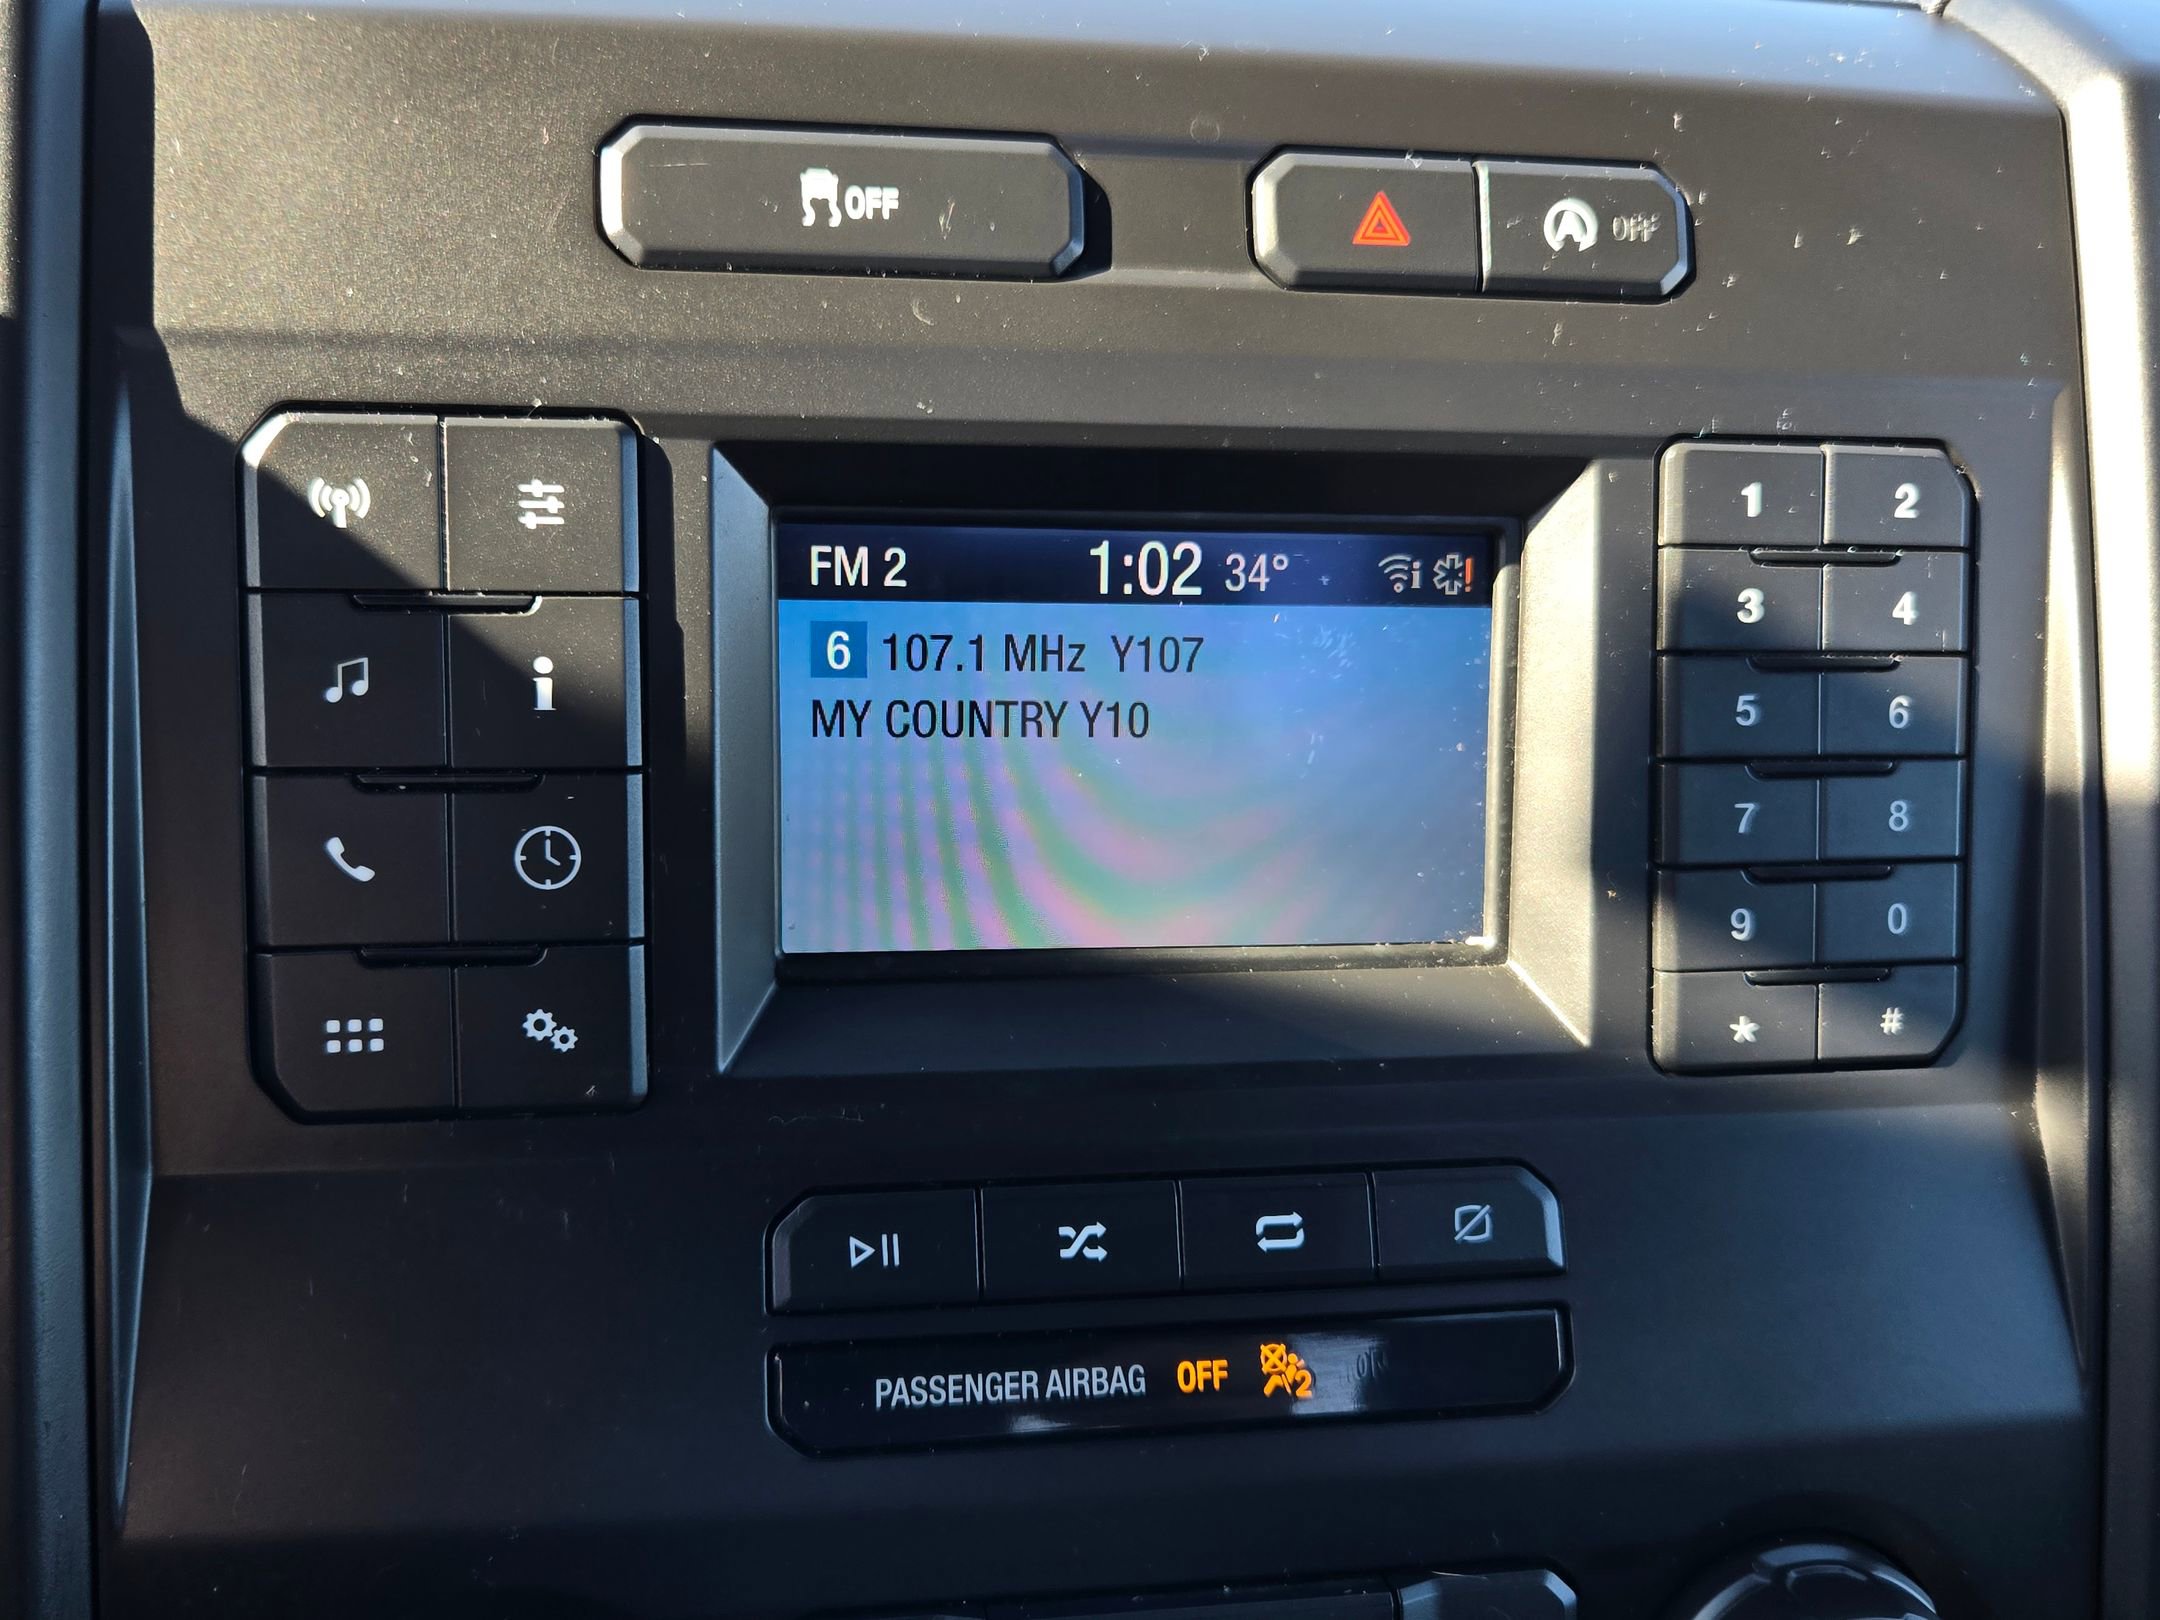 OFF
OFF
FM 2 1:02 34°
6 107.1 MHz Y107
MY COUNTRY Y10
1 2
3 4
5 6
7 8
9 0
* #
PASSENGER AIRBAG OFF 2